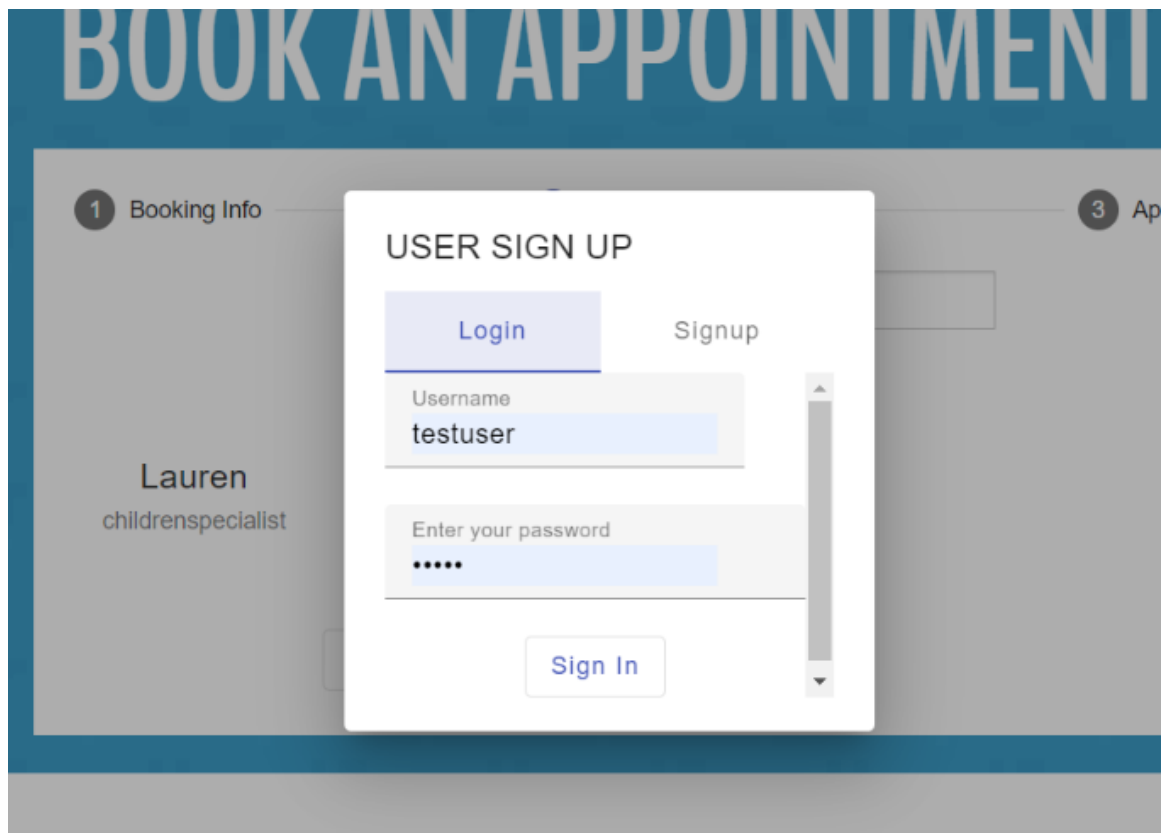 BOOK AN APPOINTMENT
1 Booking Info
3 Ap
USER SIGN UP
Login Signup
Username
testuser
Lauren
childrenspecialist
Enter your password
•••••
Sign In